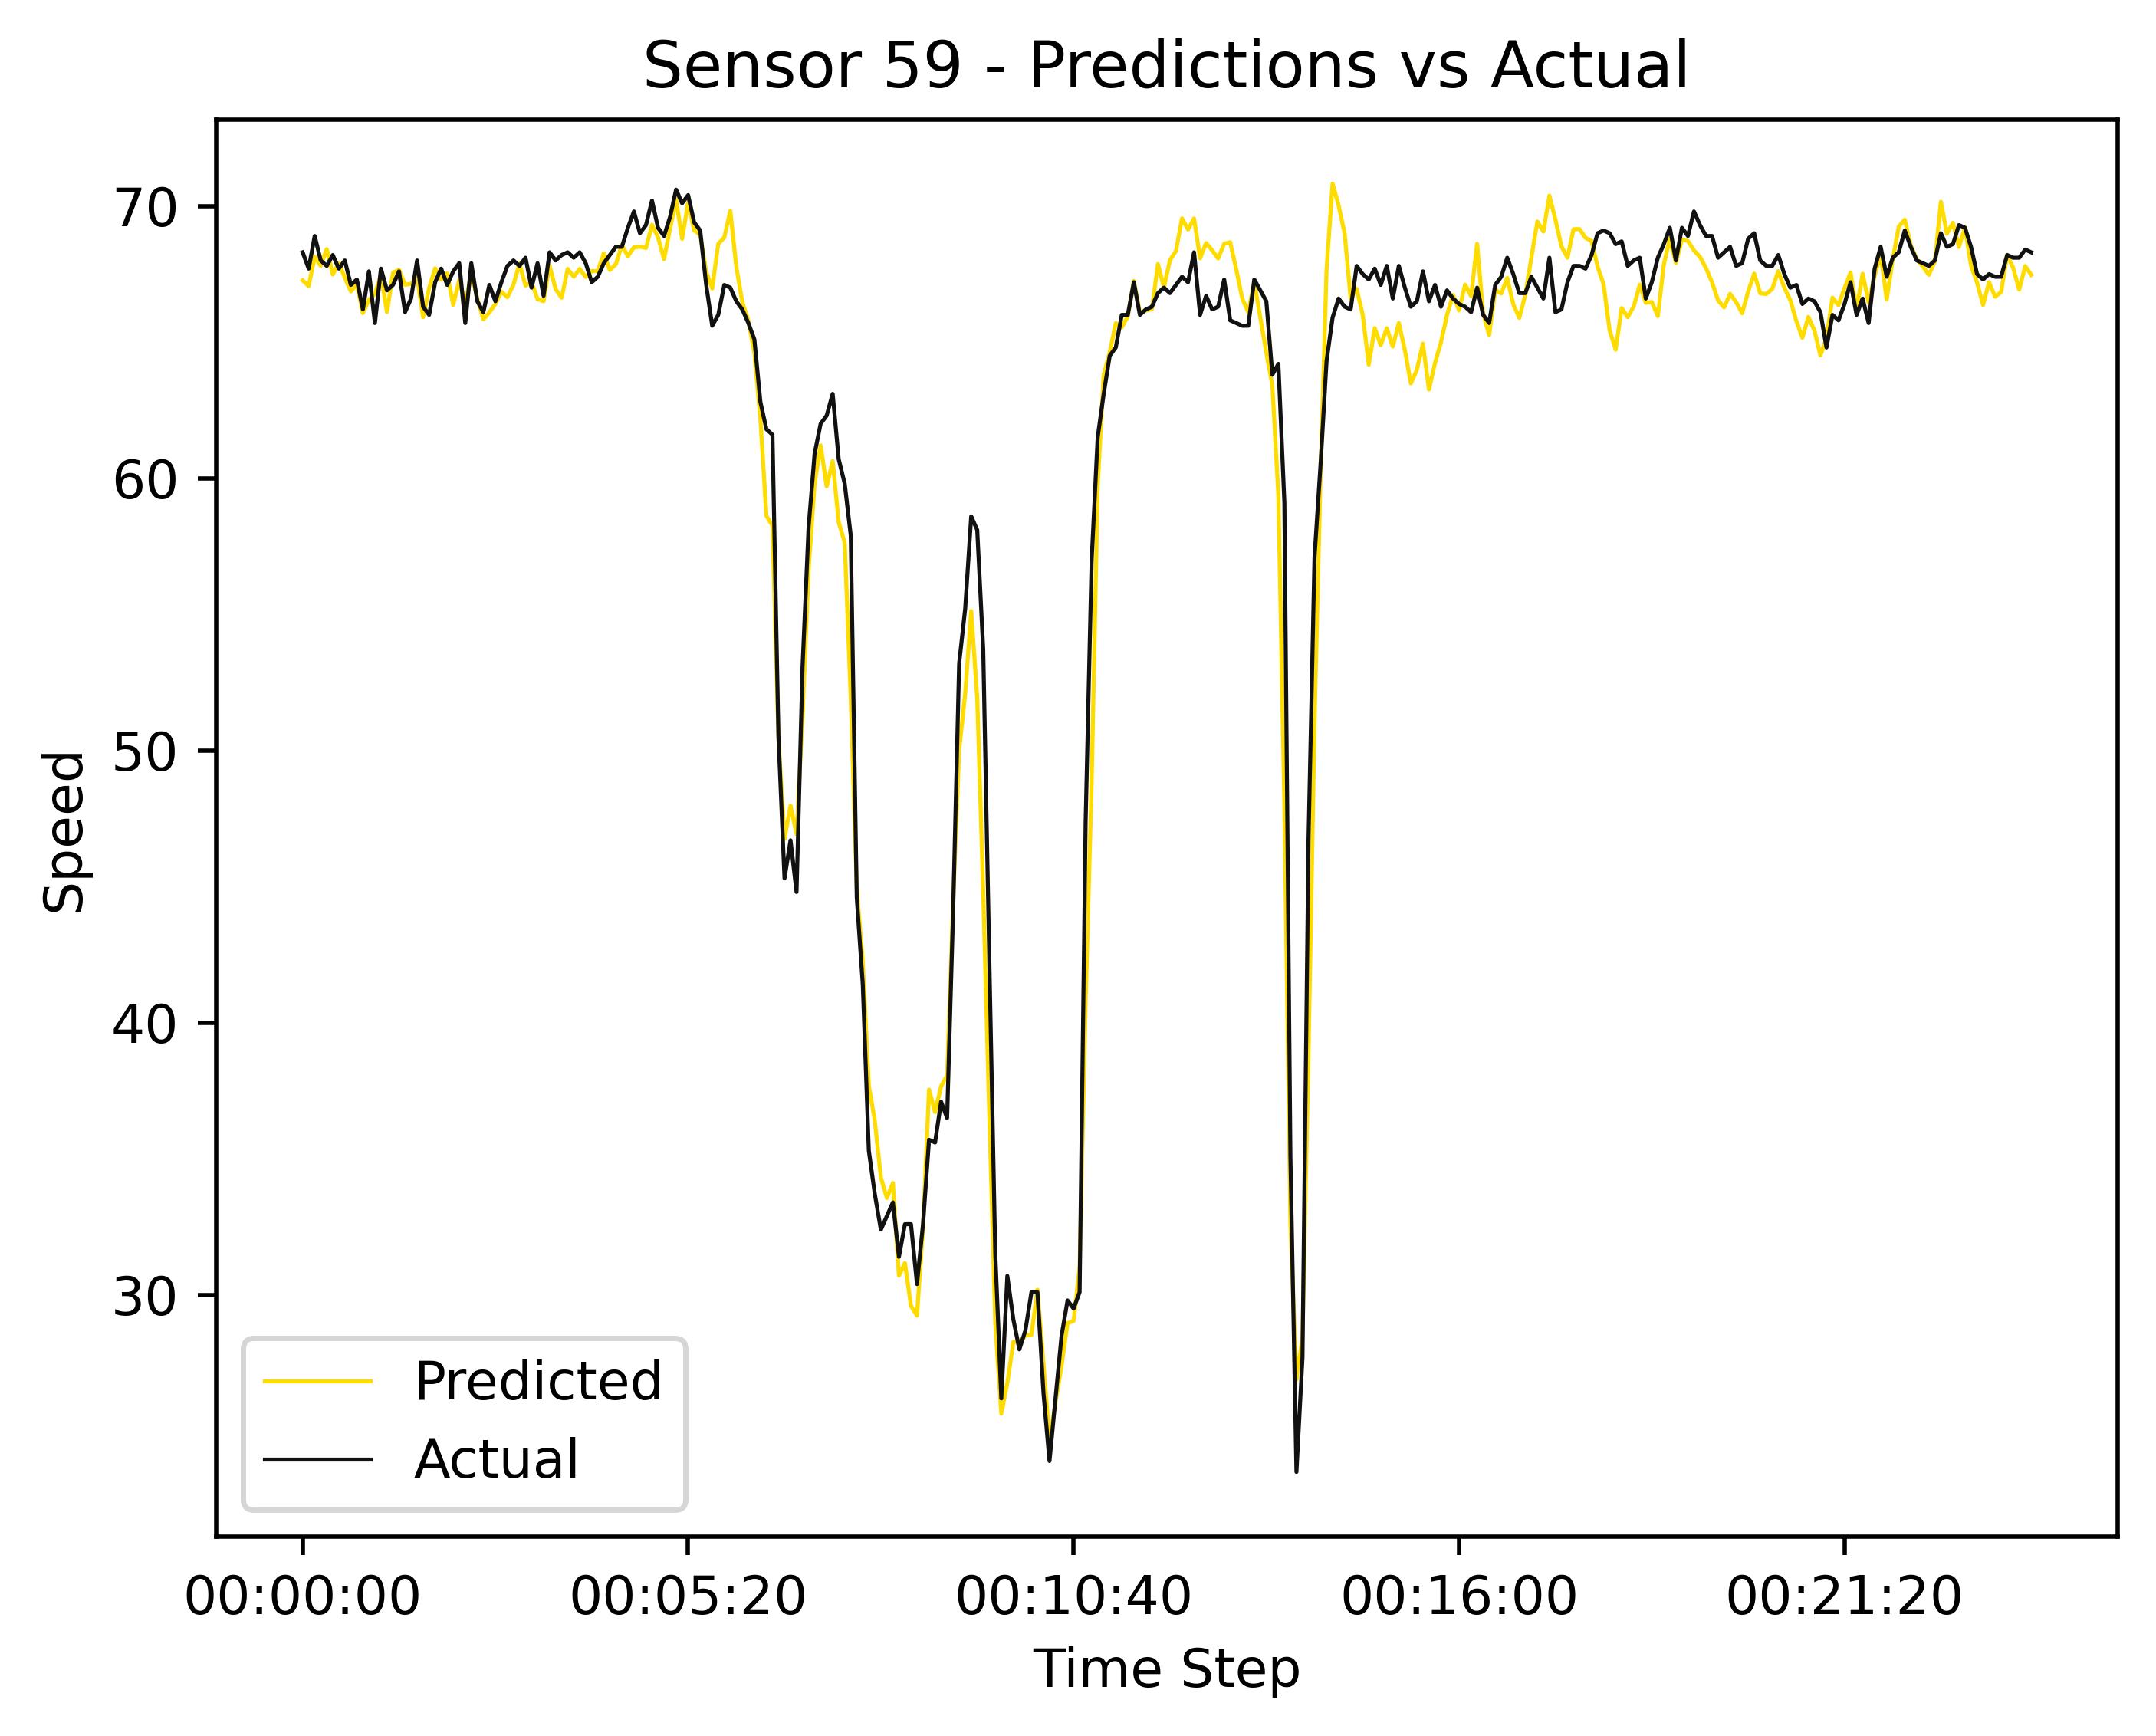 Sensor 59 - Predictions vs Actual
70
60
50
40
30
Speed
Predicted
Actual
00:00:00 00:05:20 00:10:40 00:16:00 00:21:20
Time Step